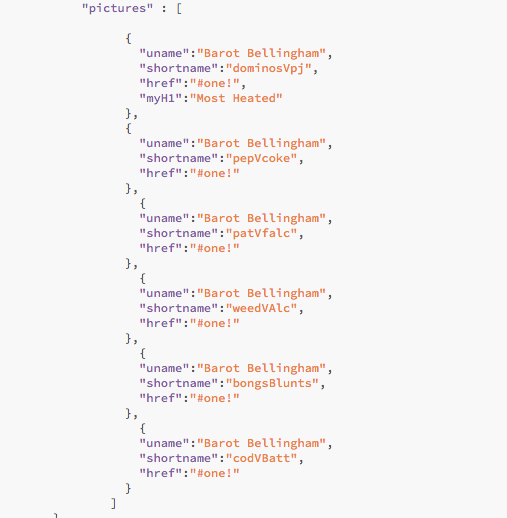 "pictures" : [
{
"uname":"Barot Bellingham",
"shortname":"dominosVpj",
"href":"#one!",
"myH1":"Most Heated"
},
{
"uname":"Barot Bellingham",
"shortname":"pepVcoke",
"href":"#one!"
},
{
"uname":"Barot Bellingham",
"shortname":"patVfalc",
"href":"#one!"
},
{
"uname":"Barot Bellingham",
"shortname":"weedVAlc",
"href":"#one!"
},
{
"uname":"Barot Bellingham",
"shortname":"bongsBlunts",
"href":"#one!"
},
{
"uname":"Barot Bellingham",
"shortname":"codVBatt",
"href":"#one!"
}
]
}